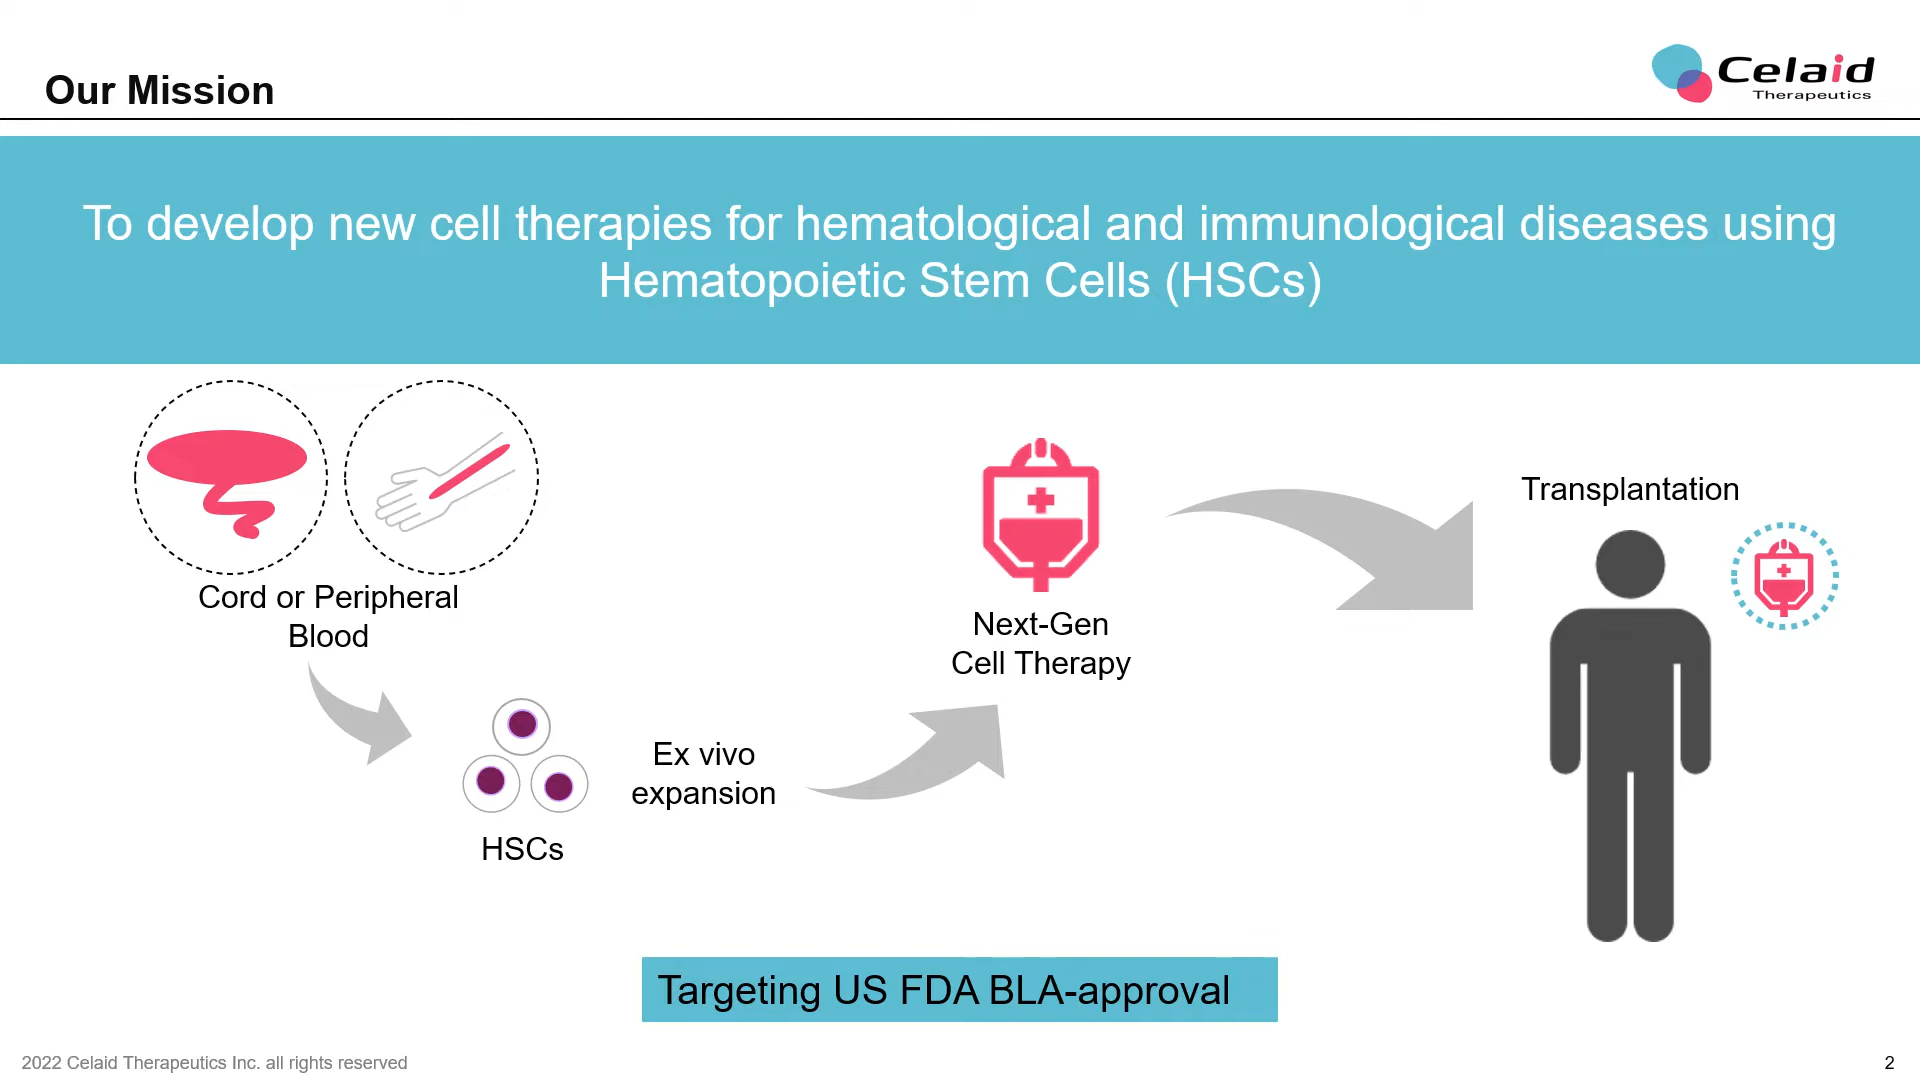 Our Mission
Celaid
Therapeutics
To develop new cell therapies for hematological and immunological diseases using
Hematopoietic Stem Cells (HSCs)
Cord or Peripheral
Blood
HSCs
Ex vivo
expansion
Next-Gen
Cell Therapy
Transplantation
Targeting US FDA BLA-approval
2022 Celaid Therapeutics Inc. all rights reserved
2